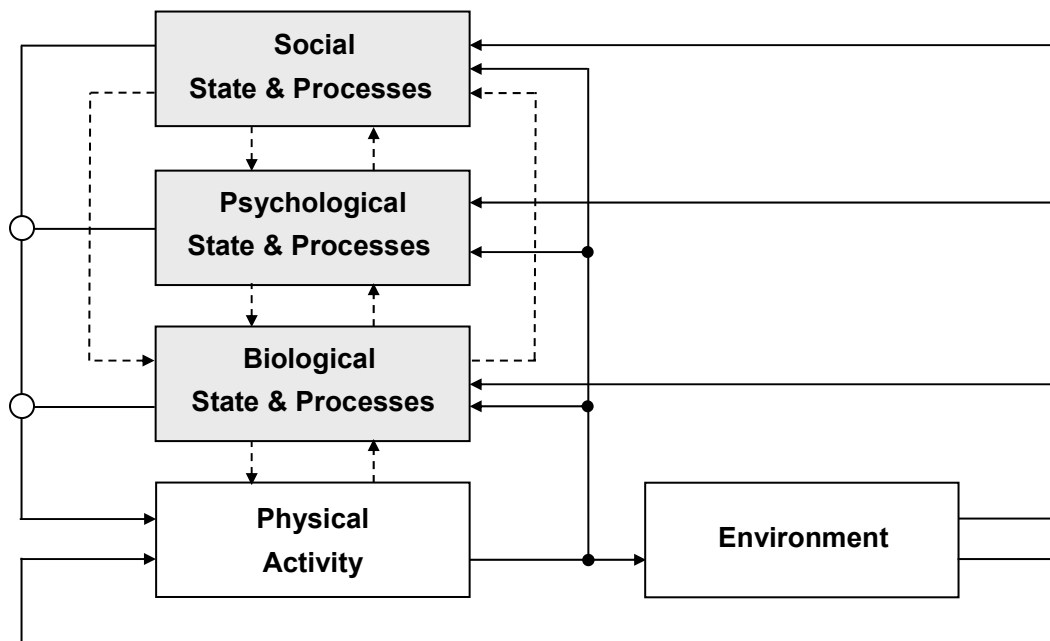 Social
State & Processes
Psychological
State & Processes
Biological
State & Processes
Physical
Activity
Environment